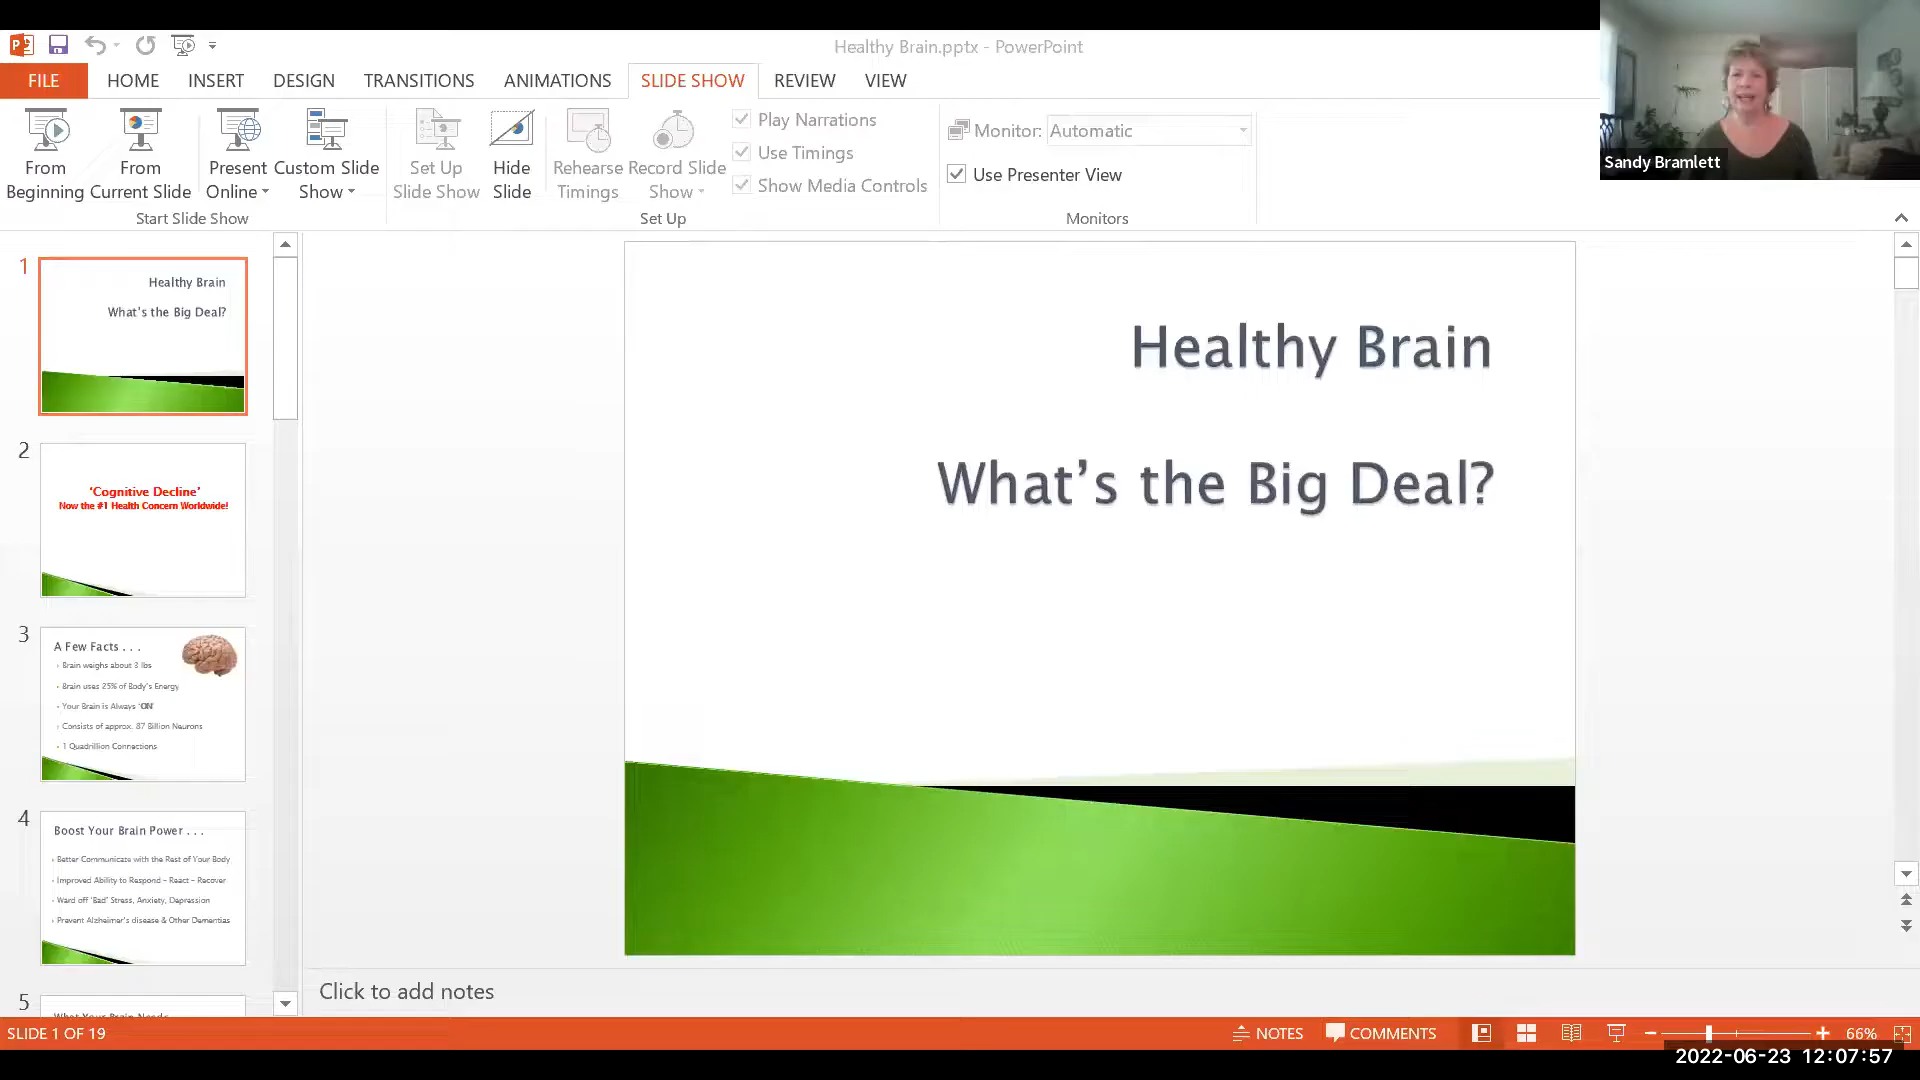 Healthy Brain.pptx - PowerPoint
FILE HOME INSERT DESIGN TRANSITIONS ANIMATIONS SLIDE SHOW REVIEW VIEW
From Beginning
From Current Slide
Present Online
Custom Slide Show
Set Up Slide Show
Hide Slide
Rehearse Timings
Record Slide Show
Play Narrations
Use Timings
Show Media Controls
Monitor: Automatic
Use Presenter View
Start Slide Show
Set Up
Monitors
Sandy Bramlett
1
Healthy Brain
What's the Big Deal?
2
‘Cognitive Decline’
Now the #1 Health Concern Worldwide!
3
A Few Facts . . .
Brain weighs about 3 lbs
Brain uses 25% of Body's Energy
Your Brain is Always ‘ON’
Consists of approx. 87 Billion Neurons
1 Quadrillion Connections
4
Boost Your Brain Power . . .
Better Communicate with the Rest of Your Body
Improved Ability to Respond – React – Recover
Ward off ‘Bad’ Stress, Anxiety, Depression
Prevent Alzheimer's disease & Other Dementias
5
What Your Brain Needs
Healthy Brain
What’s the Big Deal?
Click to add notes
SLIDE 1 OF 19
NOTES
COMMENTS
66%
2022-06-23 12:07:57